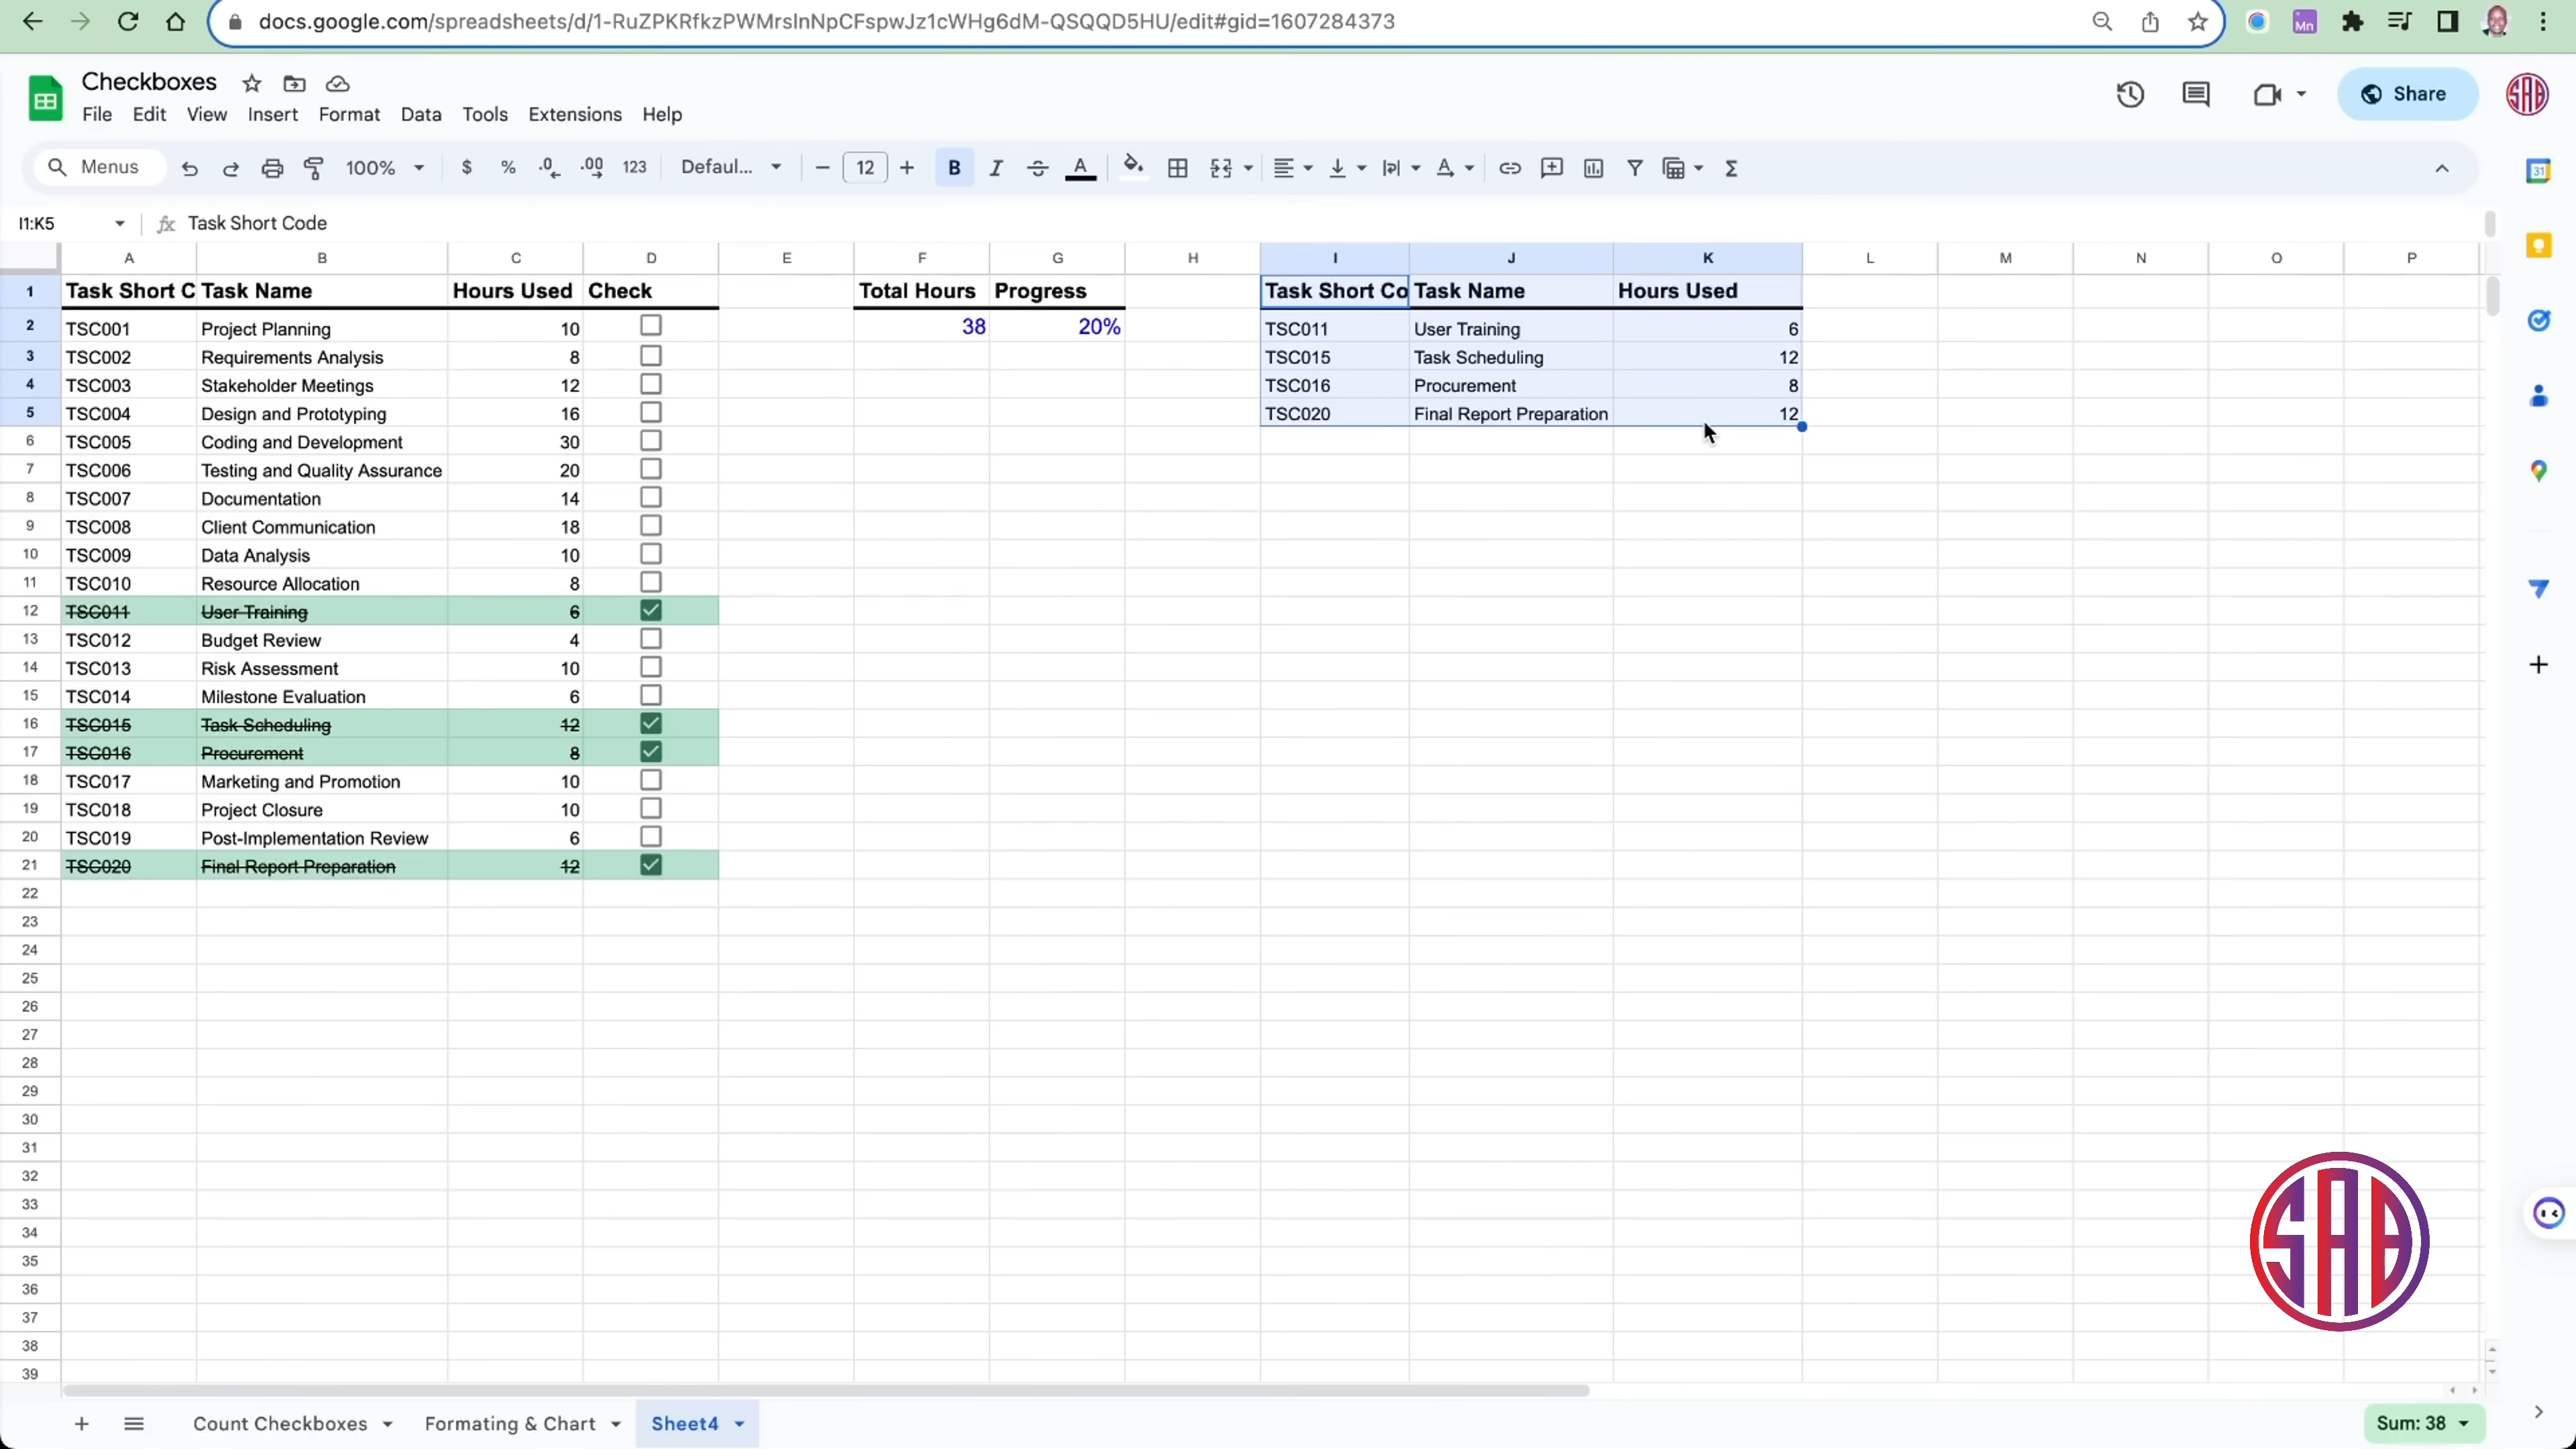 docs.google.com/spreadsheets/d/1-RuZPKRfkzPWMrsInNpCFspwJz1cWHg6dM-QSQQD5HU/edit#gid=1607284373
Mn
Checkboxes
File Edit View Insert Format Data Tools Extensions Help
Share
SAB
Menus 100% $ % .0 .00 123 Defaul... − 12 + B I A Σ
31
I1:K5 fx Task Short Code
A B C D E F G H I J K L M N O P
1 Task Short C Task Name Hours Used Check Total Hours Progress Task Short Co Task Name Hours Used
2 TSC001 Project Planning 10 38 20% TSC011 User Training 6
3 TSC002 Requirements Analysis 8 TSC015 Task Scheduling 12
4 TSC003 Stakeholder Meetings 12 TSC016 Procurement 8
5 TSC004 Design and Prototyping 16 TSC020 Final Report Preparation 12
6 TSC005 Coding and Development 30
7 TSC006 Testing and Quality Assurance 20
8 TSC007 Documentation 14
9 TSC008 Client Communication 18
10 TSC009 Data Analysis 10
11 TSC010 Resource Allocation 8
12 TSC011 User Training 6
13 TSC012 Budget Review 4
14 TSC013 Risk Assessment 10
15 TSC014 Milestone Evaluation 6
16 TSC015 Task Scheduling 12
17 TSC016 Procurement 8
18 TSC017 Marketing and Promotion 10
19 TSC018 Project Closure 10
20 TSC019 Post-Implementation Review 6
21 TSC020 Final Report Preparation 12
22
23
24
25
26
27
28
29
30
31
32
33
34
35
36
37
38
39
SAB
Count Checkboxes Formating & Chart Sheet4 Sum: 38